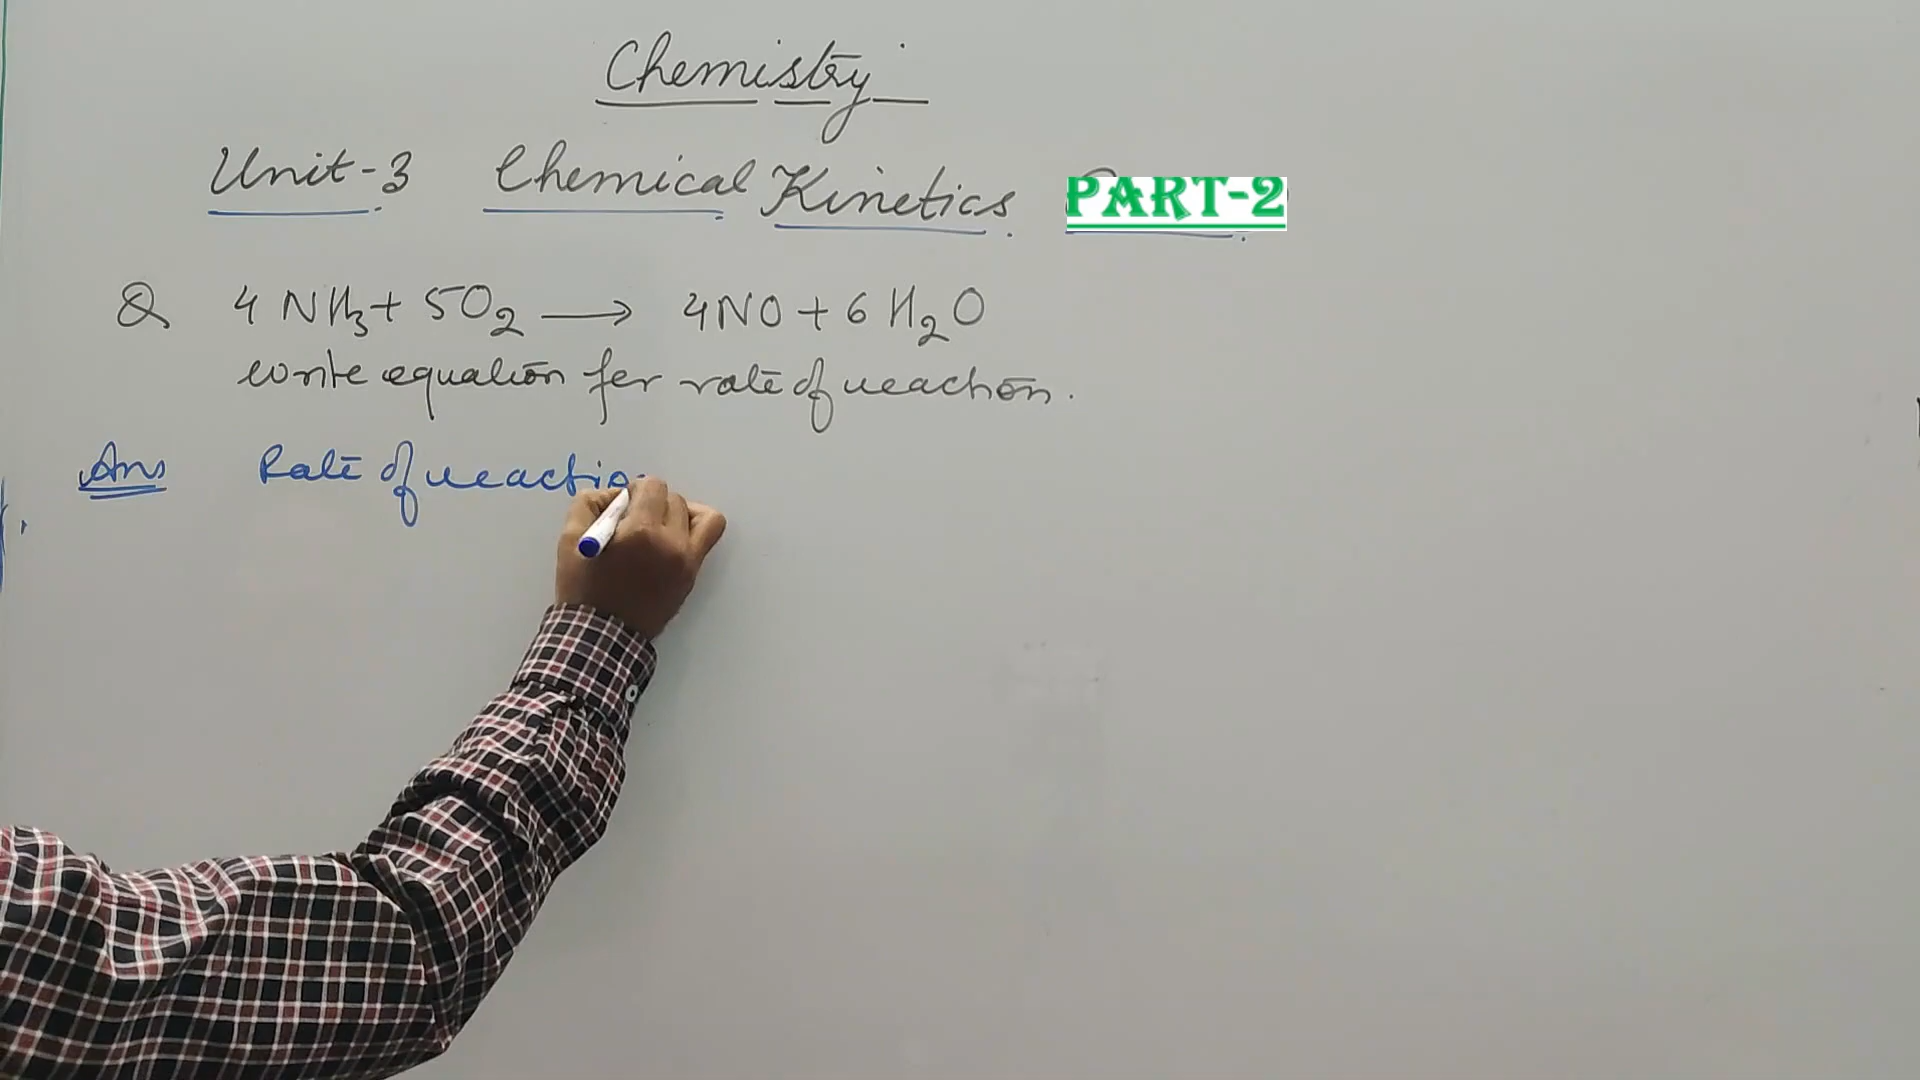 Chemistry
Unit-3 Chemical Kinetics PART-2
Q 4NH₃ + 5O₂ → 4NO + 6H₂O
write equation for rate of reaction.
Ans Rate of reactio